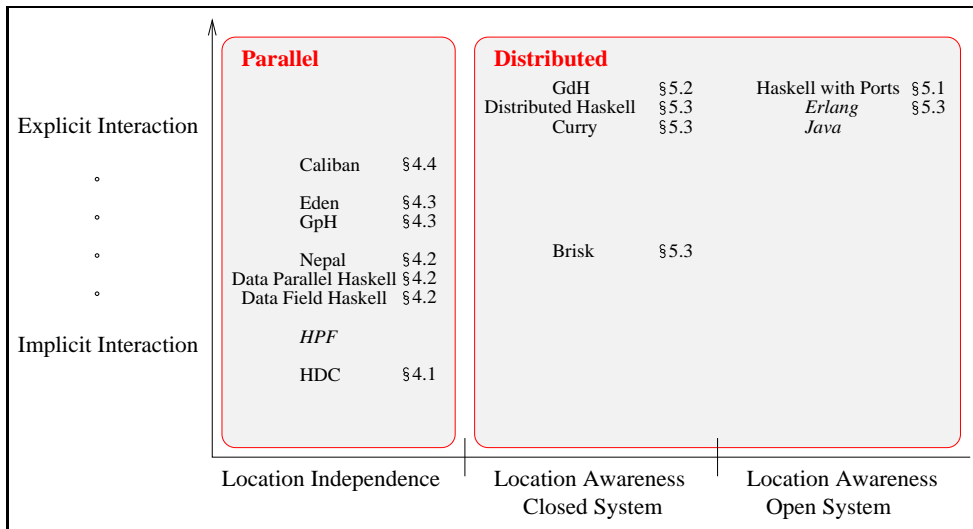 Parallel
Distributed
GdH §5.2
Haskell with Ports §5.1
Distributed Haskell §5.3
Erlang §5.3
Explicit Interaction
Curry §5.3
Java
Caliban §4.4
Eden §4.3
GpH §4.3
Nepal §4.2
Brisk §5.3
Data Parallel Haskell §4.2
Data Field Haskell §4.2
Implicit Interaction
HPF
HDC §4.1
Location Independence
Location Awareness
Closed System
Location Awareness
Open System